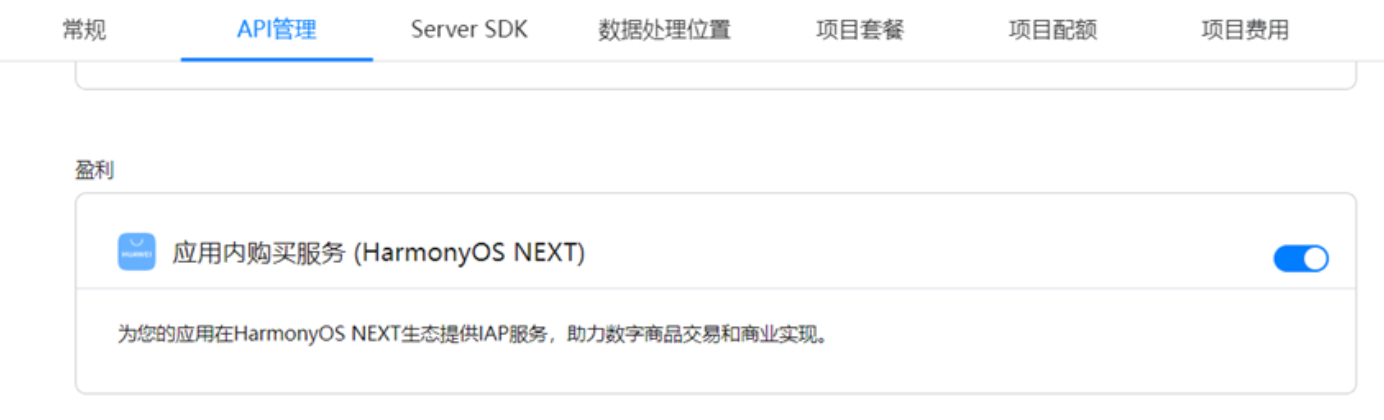 常规 API管理 Server SDK 数据处理位置 项目套餐 项目配额 项目费用
盈利
HUAWEI 应用内购买服务 (HarmonyOS NEXT)
为您的应用在HarmonyOS NEXT生态提供IAP服务，助力数字商品交易和商业实现。